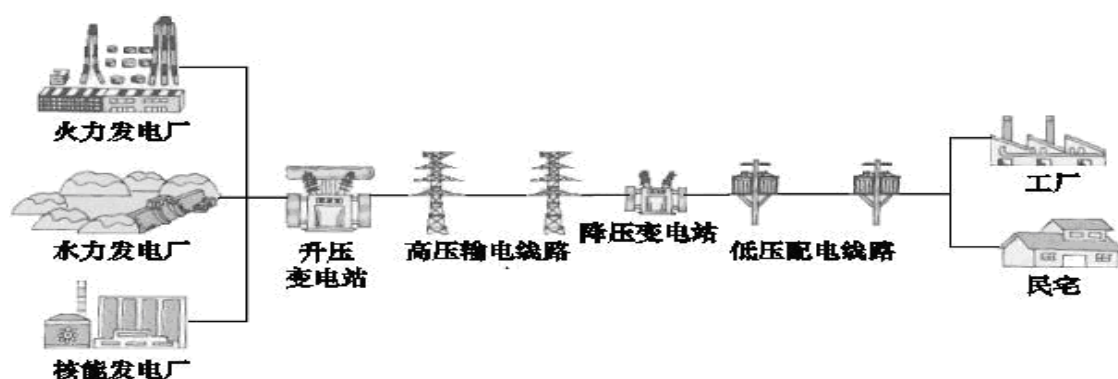 火力发电厂
水力发电厂
核能发电厂
升压
变电站
高压输电线路
降压变电站
低压配电线路
工厂
民宅